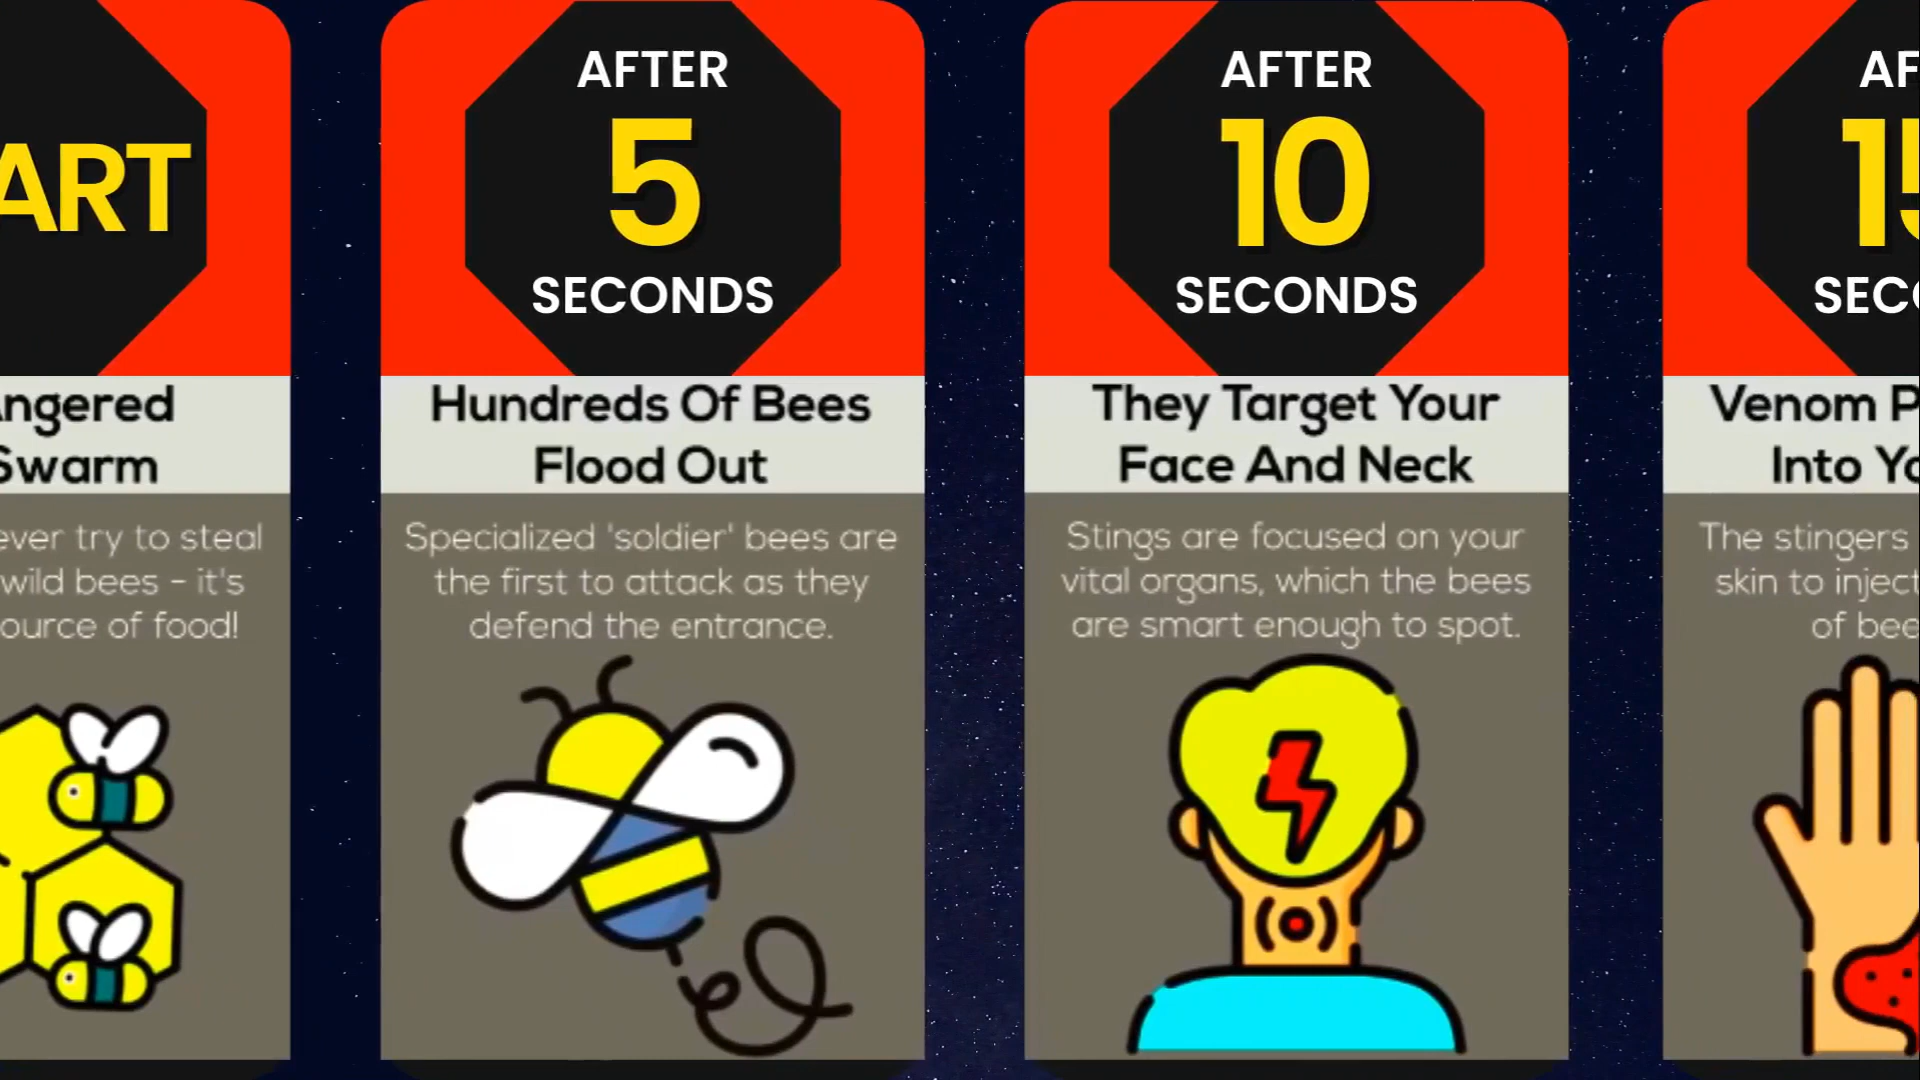 ART
ngered
Swarm
ever try to steal
wild bees - it's
ource of food!
AFTER
5
SECONDS
Hundreds Of Bees
Flood Out
Specialized 'soldier' bees are
the first to attack as they
defend the entrance.
AFTER
10
SECONDS
They Target Your
Face And Neck
Stings are focused on your
vital organs, which the bees
are smart enough to spot.
AF
15
SEC
Venom P
Into Yo
The stingers
skin to inject
of bee